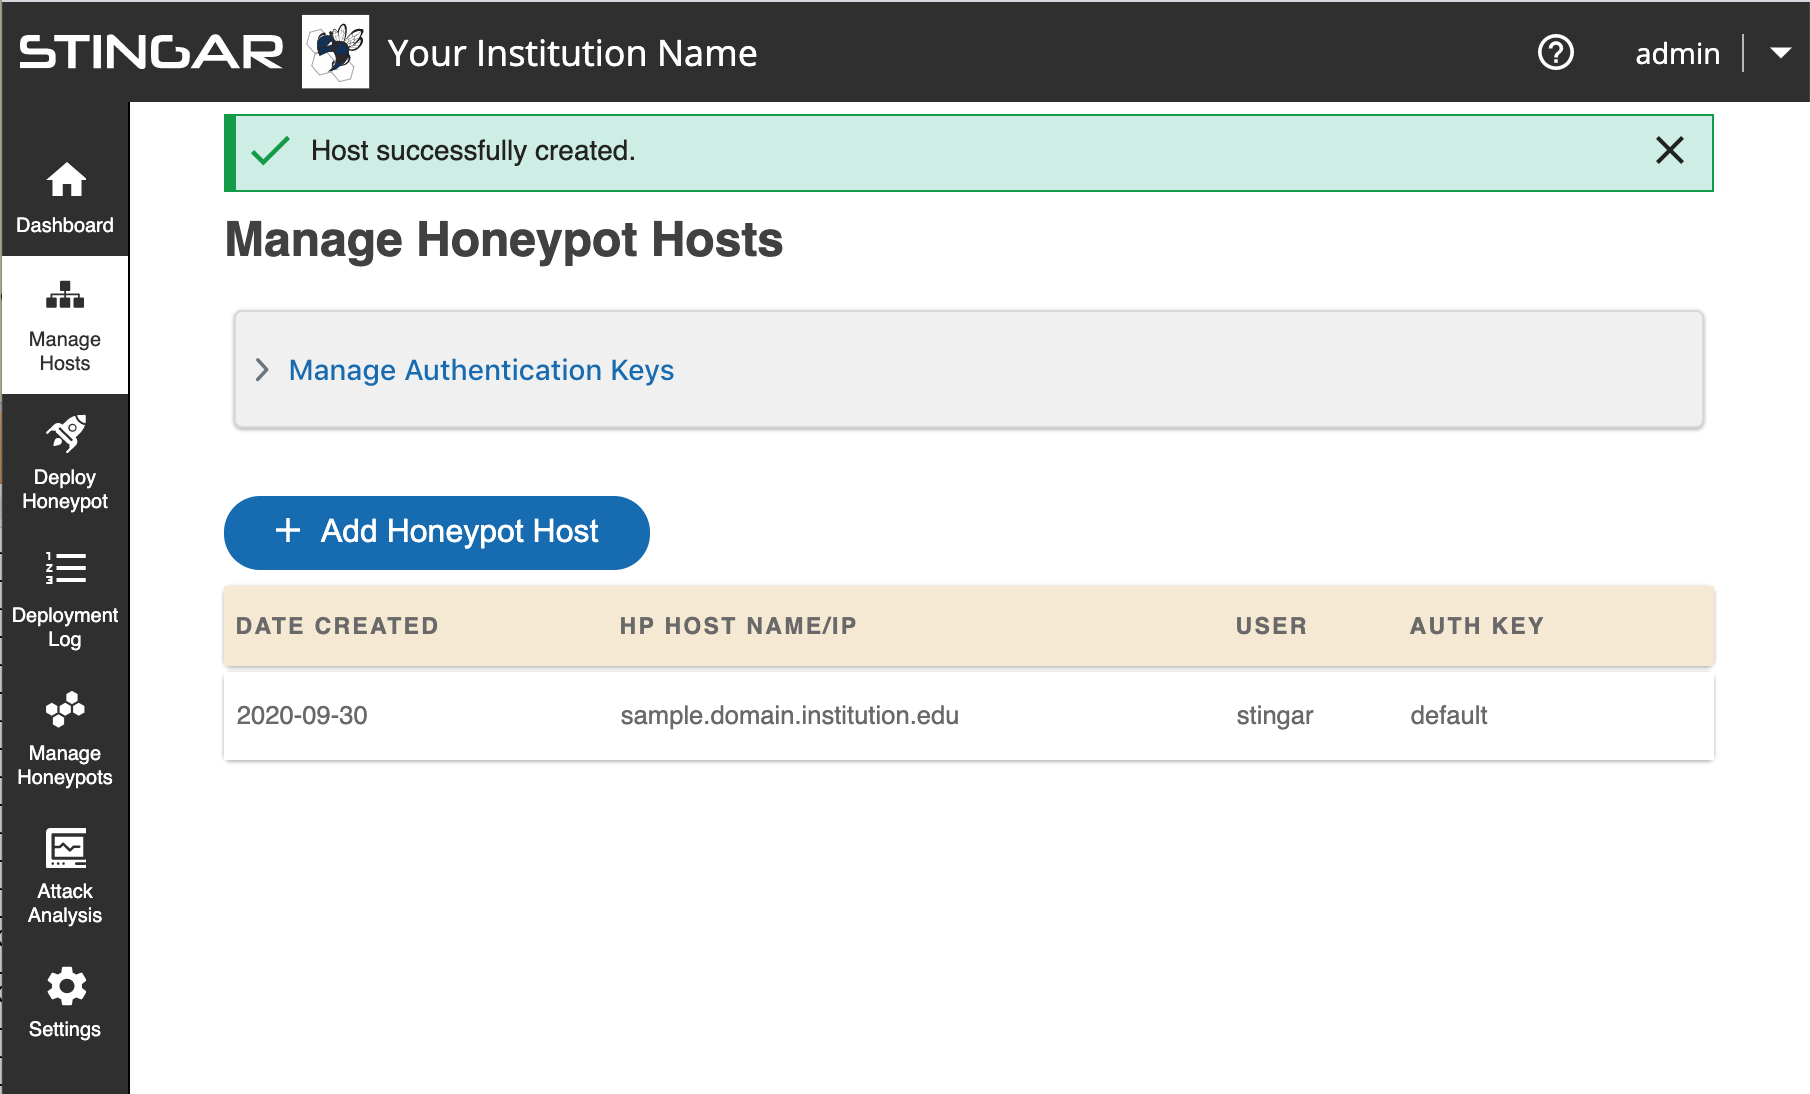 STINGAR Your Institution Name admin
Host successfully created.
Dashboard
Manage Honeypot Hosts
Manage
Hosts
Manage Authentication Keys
Deploy
Honeypot
+ Add Honeypot Host
Deployment
Log
DATE CREATED HP HOST NAME/IP USER AUTH KEY
2020-09-30 sample.domain.institution.edu stingar default
Manage
Honeypots
Attack
Analysis
Settings